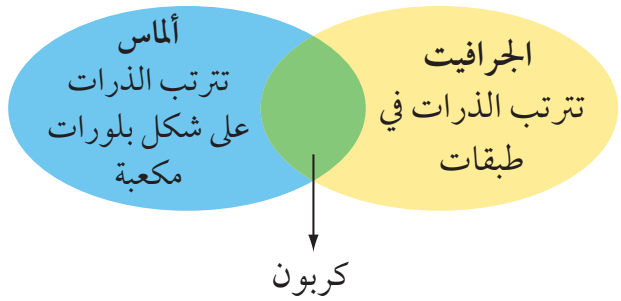 الجرافيت
تترتب الذرات في
طبقات
ألماس
تترتب الذرات
على شكل بلورات
مكعبة
كربون